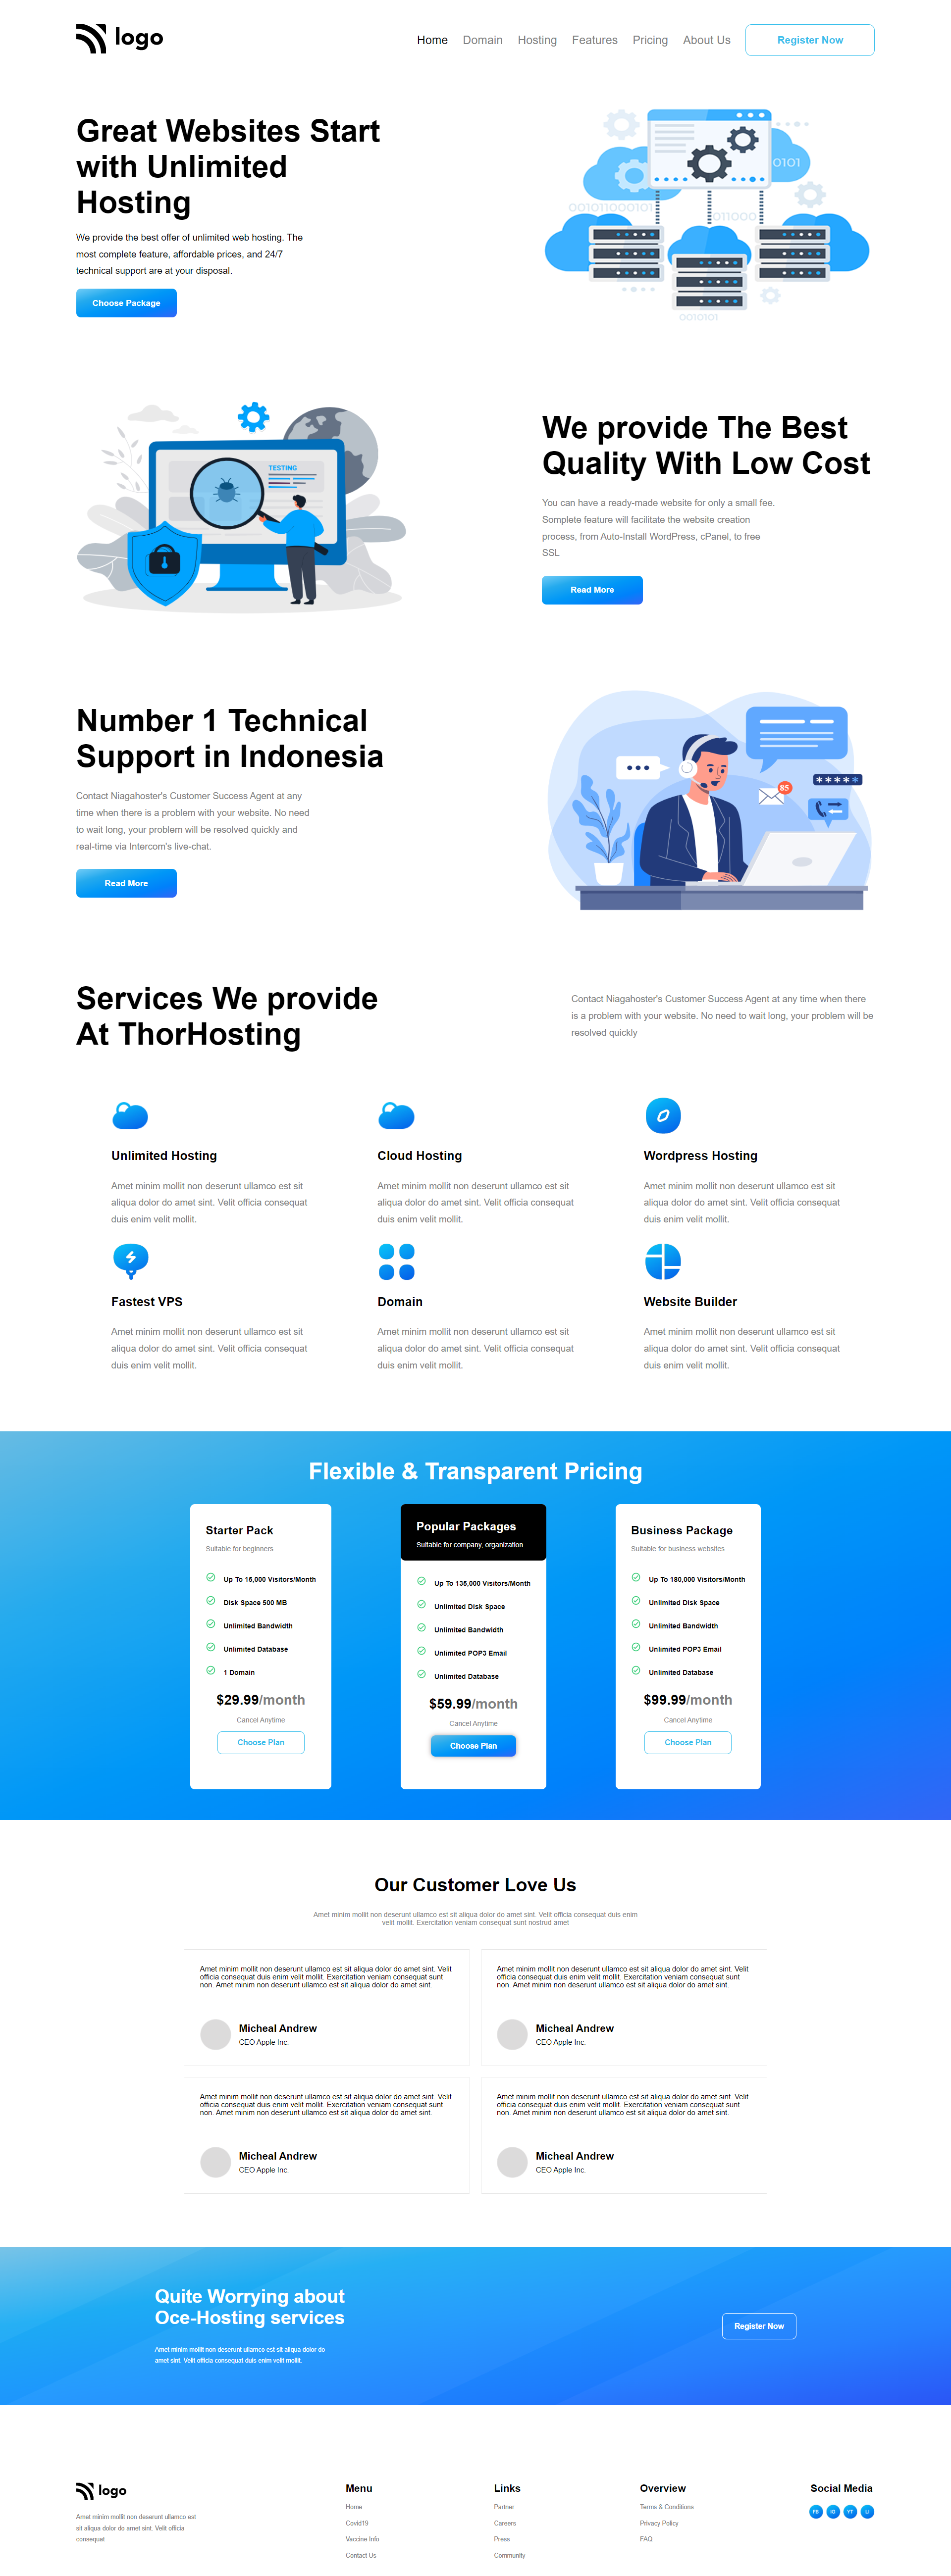 logo
Home Domain Hosting Features Pricing About Us Register Now
Great Websites Start
with Unlimited
Hosting
We provide the best offer of unlimited web hosting. The
most complete feature, affordable prices, and 24/7
technical support are at your disposal.
Choose Package
0101
001011000101
011000
0010101
TESTING
We provide The Best
Quality With Low Cost
You can have a ready-made website for only a small fee.
Somplete feature will facilitate the website creation
process, from Auto-Install WordPress, cPanel, to free
SSL
Read More
Number 1 Technical
Support in Indonesia
Contact Niagahoster's Customer Success Agent at any
time when there is a problem with your website. No need
to wait long, your problem will be resolved quickly and
real-time via Intercom's live-chat.
Read More
*****
85
Services We provide
At ThorHosting
Contact Niagahoster's Customer Success Agent at any time when there
is a problem with your website. No need to wait long, your problem will be
resolved quickly
Unlimited Hosting
Amet minim mollit non deserunt ullamco est sit
aliqua dolor do amet sint. Velit officia consequat
duis enim velit mollit.
Cloud Hosting
Amet minim mollit non deserunt ullamco est sit
aliqua dolor do amet sint. Velit officia consequat
duis enim velit mollit.
Wordpress Hosting
Amet minim mollit non deserunt ullamco est sit
aliqua dolor do amet sint. Velit officia consequat
duis enim velit mollit.
Fastest VPS
Amet minim mollit non deserunt ullamco est sit
aliqua dolor do amet sint. Velit officia consequat
duis enim velit mollit.
Domain
Amet minim mollit non deserunt ullamco est sit
aliqua dolor do amet sint. Velit officia consequat
duis enim velit mollit.
Website Builder
Amet minim mollit non deserunt ullamco est sit
aliqua dolor do amet sint. Velit officia consequat
duis enim velit mollit.
Flexible & Transparent Pricing
Starter Pack
Suitable for beginners
Up To 15,000 Visitors/Month
Disk Space 500 MB
Unlimited Bandwidth
Unlimited Database
1 Domain
$29.99/month
Cancel Anytime
Choose Plan
Popular Packages
Suitable for company, organization
Up To 135,000 Visitors/Month
Unlimited Disk Space
Unlimited Bandwidth
Unlimited POP3 Email
Unlimited Database
$59.99/month
Cancel Anytime
Choose Plan
Business Package
Suitable for business websites
Up To 180,000 Visitors/Month
Unlimited Disk Space
Unlimited Bandwidth
Unlimited POP3 Email
Unlimited Database
$99.99/month
Cancel Anytime
Choose Plan
Our Customer Love Us
Amet minim mollit non deserunt ullamco est sit aliqua dolor do amet sint. Velit officia consequat duis enim
velit mollit. Exercitation veniam consequat sunt nostrud amet
Amet minim mollit non deserunt ullamco est sit aliqua dolor do amet sint. Velit
officia consequat duis enim velit mollit. Exercitation veniam consequat sunt
non. Amet minim mollit non deserunt ullamco est sit aliqua dolor do amet sint.
Micheal Andrew
CEO Apple Inc.
Amet minim mollit non deserunt ullamco est sit aliqua dolor do amet sint. Velit
officia consequat duis enim velit mollit. Exercitation veniam consequat sunt
non. Amet minim mollit non deserunt ullamco est sit aliqua dolor do amet sint.
Micheal Andrew
CEO Apple Inc.
Amet minim mollit non deserunt ullamco est sit aliqua dolor do amet sint. Velit
officia consequat duis enim velit mollit. Exercitation veniam consequat sunt
non. Amet minim mollit non deserunt ullamco est sit aliqua dolor do amet sint.
Micheal Andrew
CEO Apple Inc.
Amet minim mollit non deserunt ullamco est sit aliqua dolor do amet sint. Velit
officia consequat duis enim velit mollit. Exercitation veniam consequat sunt
non. Amet minim mollit non deserunt ullamco est sit aliqua dolor do amet sint.
Micheal Andrew
CEO Apple Inc.
Quite Worrying about
Oce-Hosting services
Amet minim mollit non deserunt ullamco est sit aliqua dolor do
amet sint. Velit officia consequat duis enim velit mollit.
Register Now
logo
Amet minim mollit non deserunt ullamco est
sit aliqua dolor do amet sint. Velit officia
consequat
Menu
Home
Covid19
Vaccine Info
Contact Us
Links
Partner
Careers
Press
Community
Overview
Terms & Conditions
Privacy Policy
FAQ
Social Media
FB IG YT LI